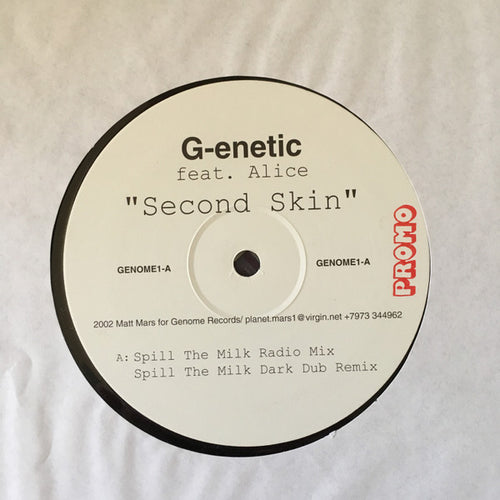 G-enetic
feat. Alice
"Second Skin"
GENOME1-A GENOME1-A
PROMO
2002 Matt Mars for Genome Records/ planet.mars1@virgin.net +7973 344962
A: Spill The Milk Radio Mix
Spill The Milk Dark Dub Remix